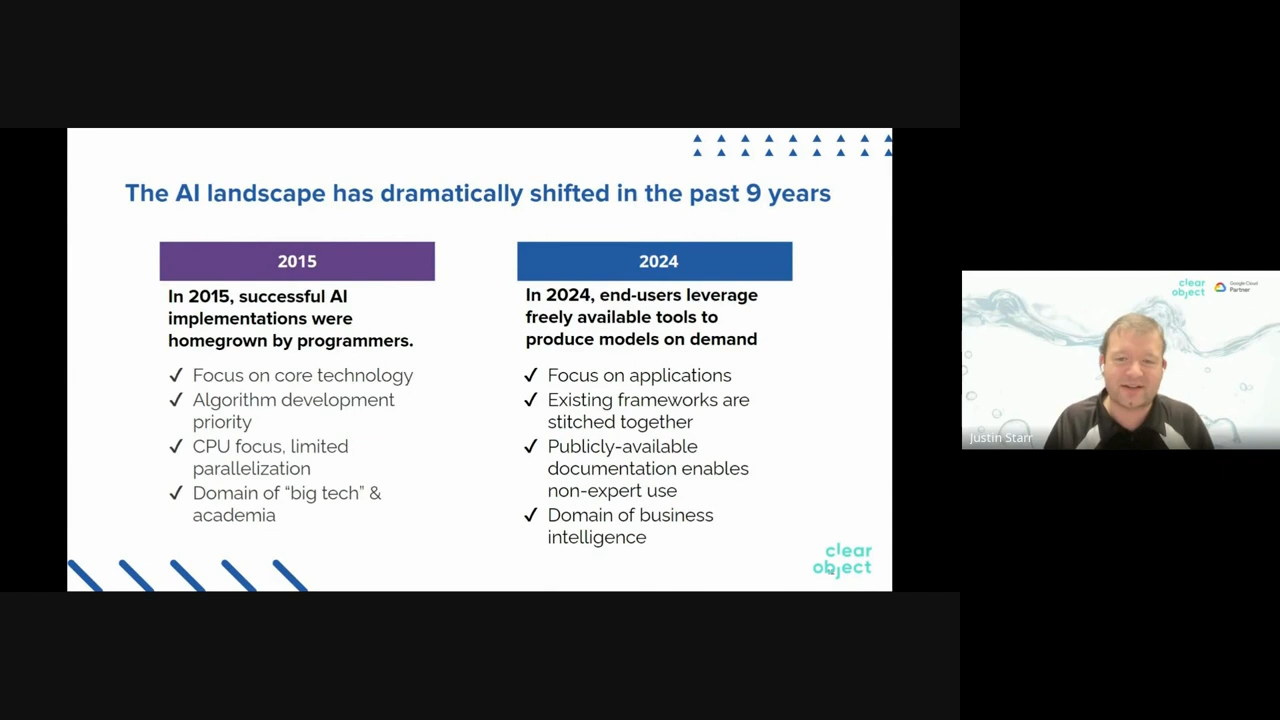 The AI landscape has dramatically shifted in the past 9 years
2015
In 2015, successful AI
implementations were
homegrown by programmers.
Focus on core technology
Algorithm development
priority
CPU focus, limited
parallelization
Domain of “big tech” &
academia
2024
In 2024, end-users leverage
freely available tools to
produce models on demand
Focus on applications
Existing frameworks are
stitched together
Publicly-available
documentation enables
non-expert use
Domain of business
intelligence
clear
object
clear
object
Google Cloud
Partner
Justin Starr